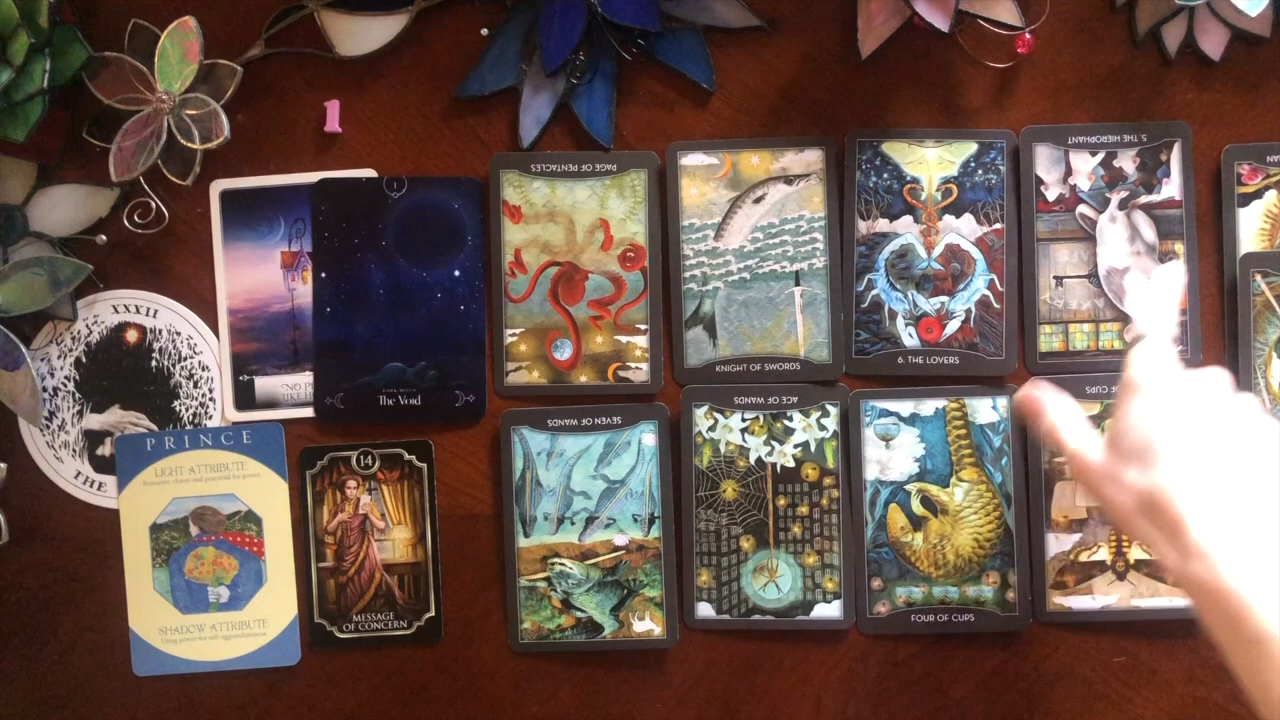 1
PAGE OF PENTACLES
KNIGHT OF SWORDS
6. THE LOVERS
5. THE HIEROPHANT
XXXII
THE
1
DARK MOON
The Void
PRINCE
LIGHT ATTRIBUTE
Romantic charm and potential for power.
SHADOW ATTRIBUTE
Using power for self-aggrandizement.
14
MESSAGE
OF CONCERN
SEVEN OF WANDS
ACE OF WANDS
FOUR OF CUPS
OF CUPS